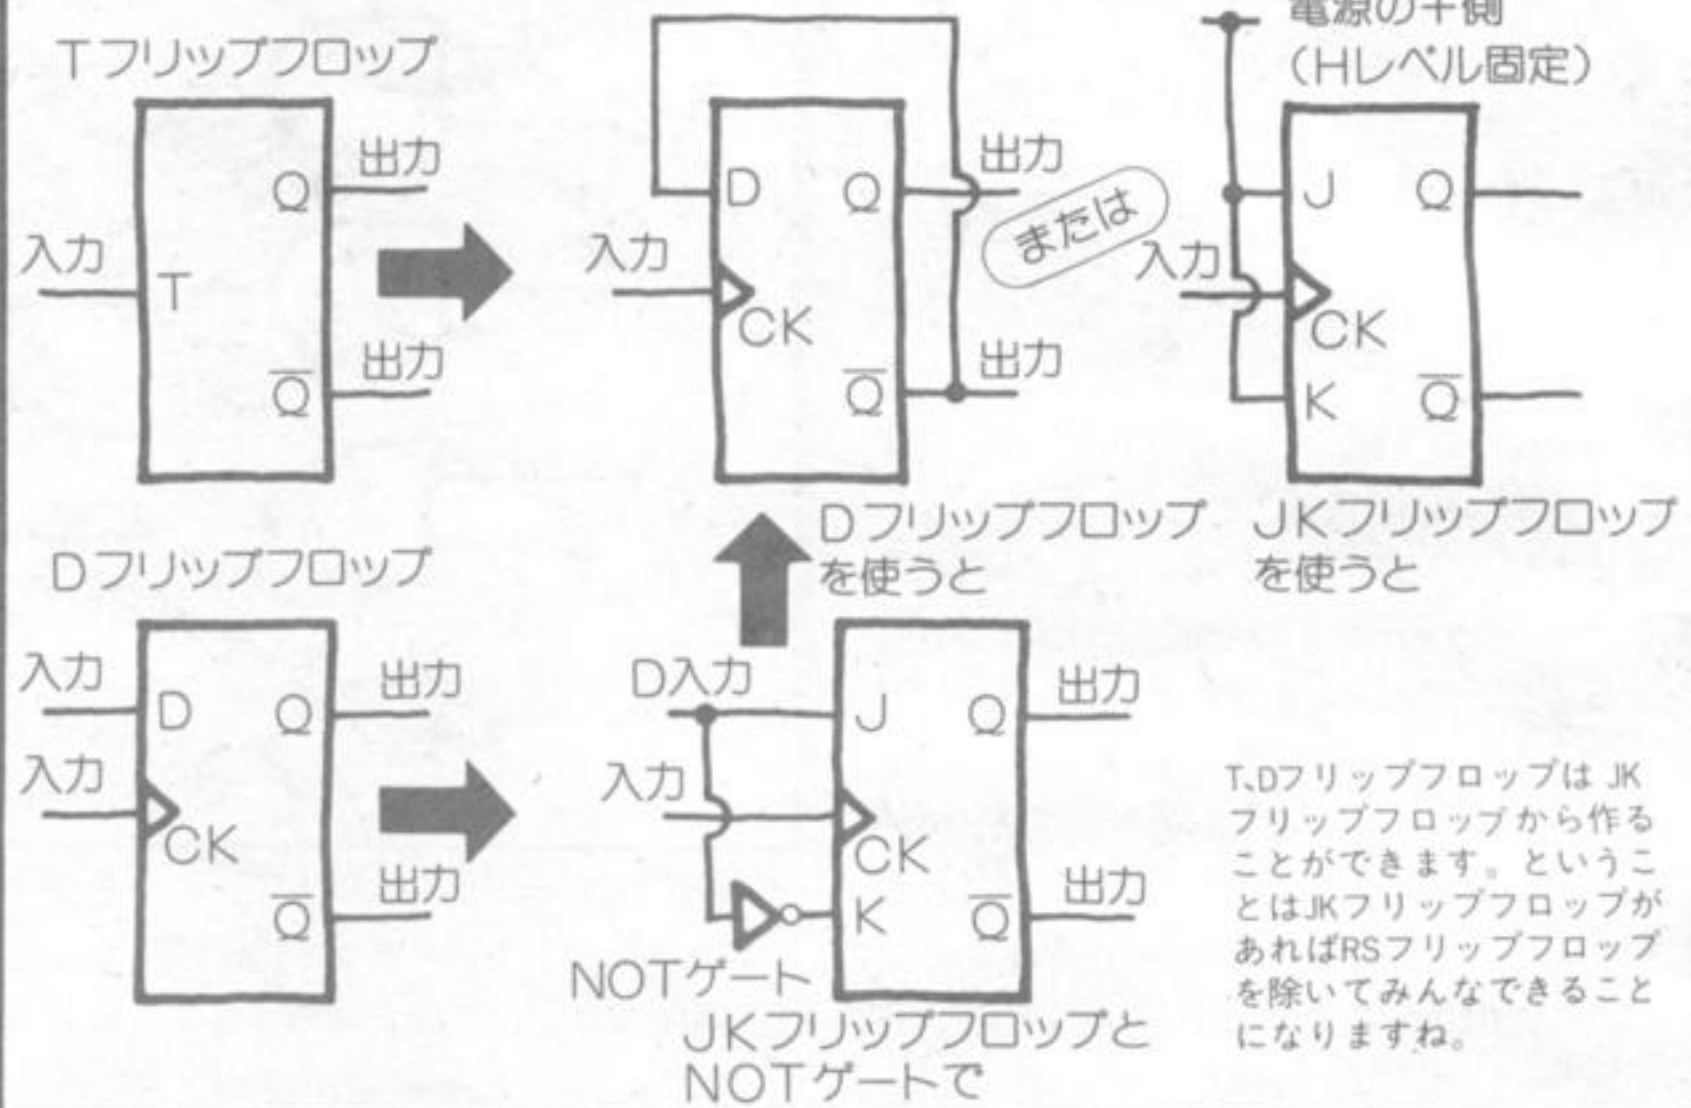 電源の+側
(Hレベル固定)
Tフリップフロップ
入力
T
Q
出力
Q̅
出力
入力
D
CK
Q
出力
Q̅
出力
または
入力
J
CK
K
Q
Q̅
Dフリップフロップ
を使うと
JKフリップフロップ
を使うと
Dフリップフロップ
入力
入力
D
CK
Q
出力
Q̅
出力
D入力
入力
NOTゲート
J
CK
K
Q
出力
Q̅
出力
JKフリップフロップと
NOTゲートで
T、DフリップフロップはJK
フリップフロップから作る
ことができます。というこ
とはJKフリップフロップが
あればRSフリップフロップ
を除いてみんなできること
になりますね。